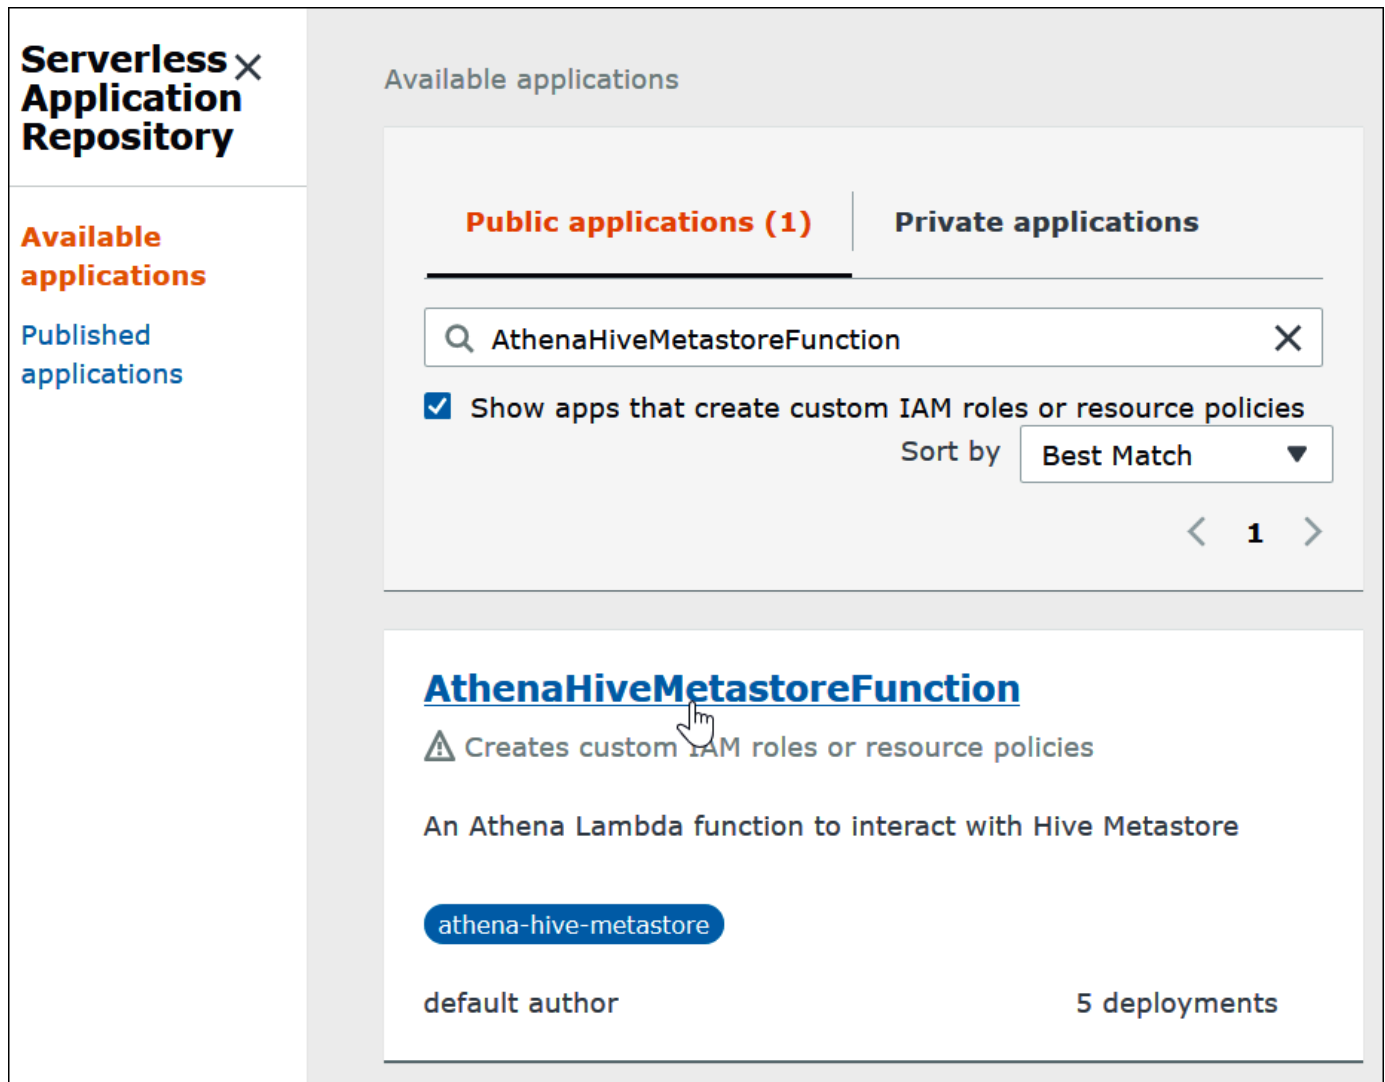 Serverless
Application
Repository
Available
applications
Published
applications
Available applications
Public applications (1)
Private applications
AthenaHiveMetastoreFunction
Show apps that create custom IAM roles or resource policies
Sort by
Best Match
1
AthenaHiveMetastoreFunction
Creates custom IAM roles or resource policies
An Athena Lambda function to interact with Hive Metastore
athena-hive-metastore
default author
5 deployments